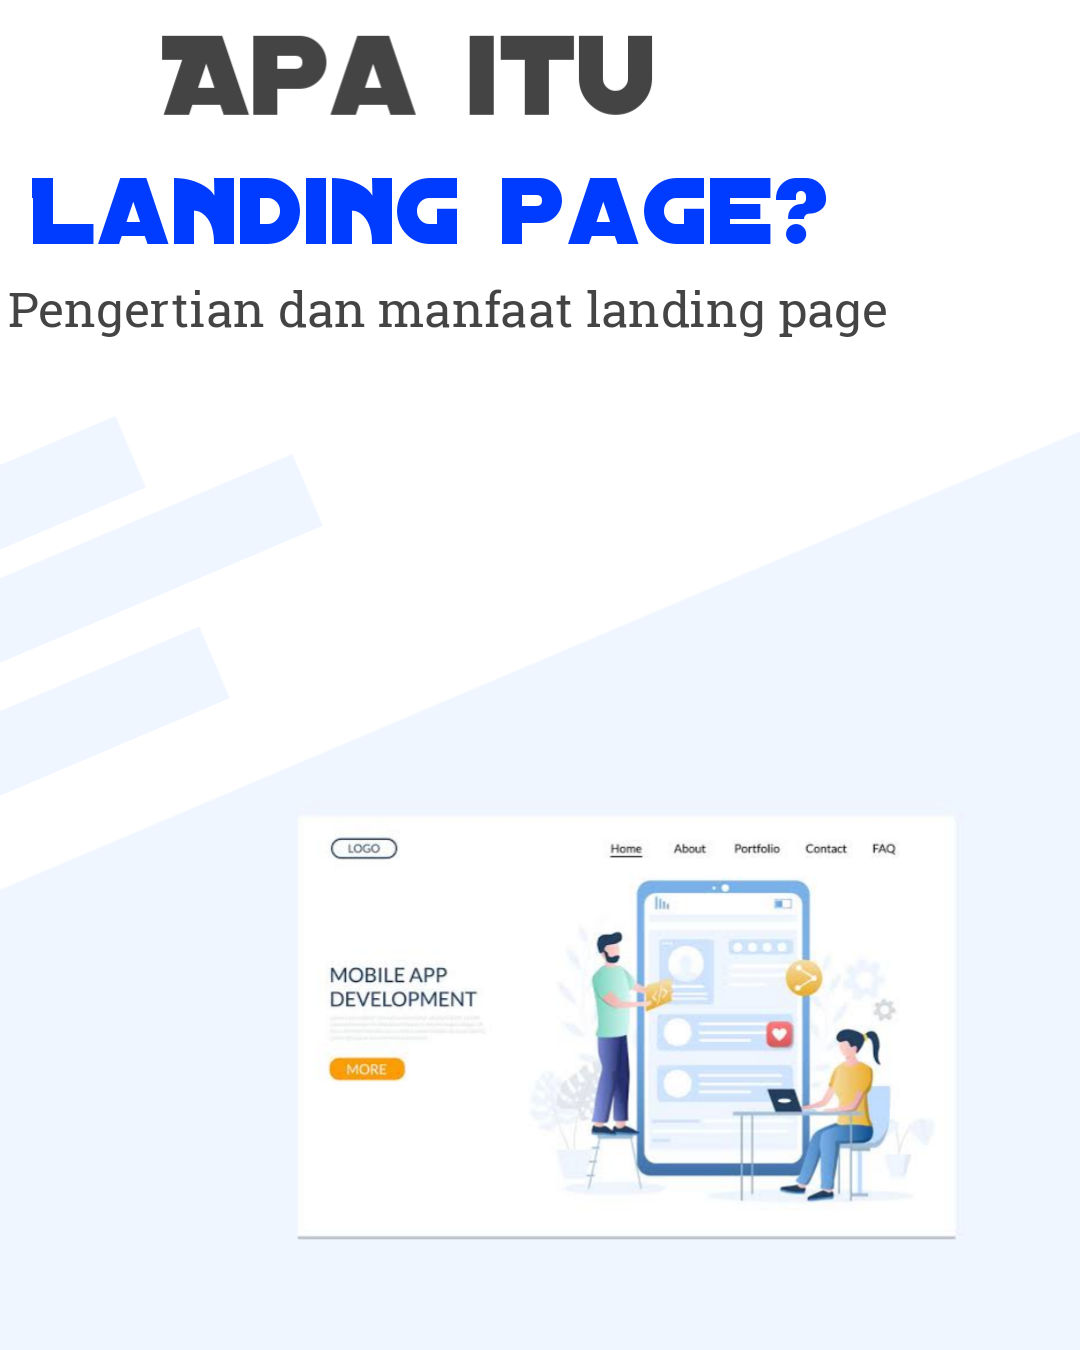 APA ITU
LANDING PAGE?
Pengertian dan manfaat landing page
LOGO
Home About Portfolio Contact FAQ
MOBILE APP
DEVELOPMENT
MORE